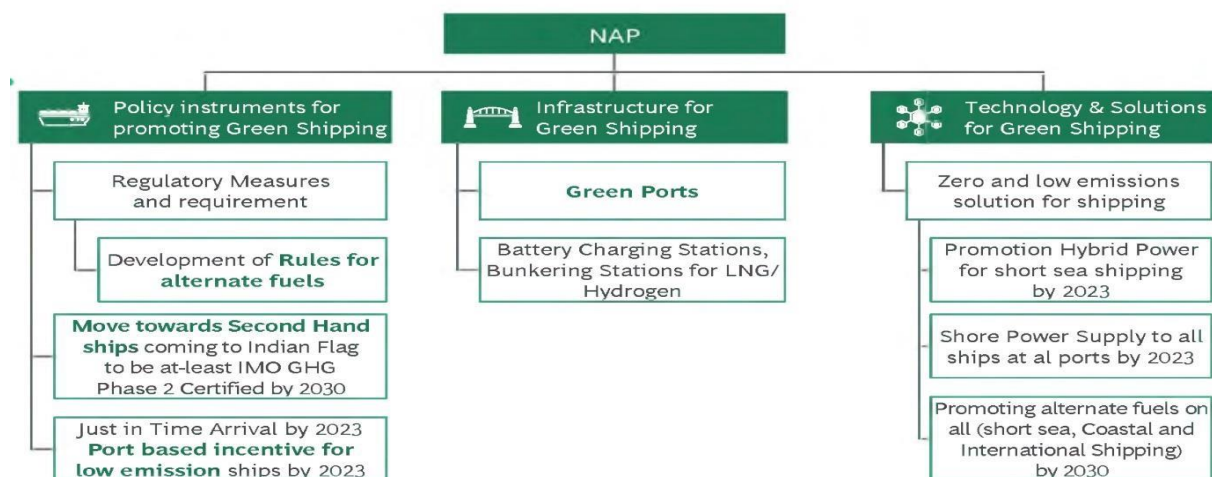 NAP
Policy instruments for
promoting Green Shipping
Regulatory Measures
and requirement
Development of Rules for
alternate fuels
Move towards Second Hand
ships coming to Indian Flag
to be at-least IMO GHG
Phase 2 Certified by 2030
Just in Time Arrival by 2023
Port based incentive for
low emission ships by 2023
Infrastructure for
Green Shipping
Green Ports
Battery Charging Stations,
Bunkering Stations for LNG/
Hydrogen
Technology & Solutions
for Green Shipping
Zero and low emissions
solution for shipping
Promotion Hybrid Power
for short sea shipping
by 2023
Shore Power Supply to all
ships at al ports by 2023
Promoting alternate fuels on
all (short sea, Coastal and
International Shipping)
by 2030